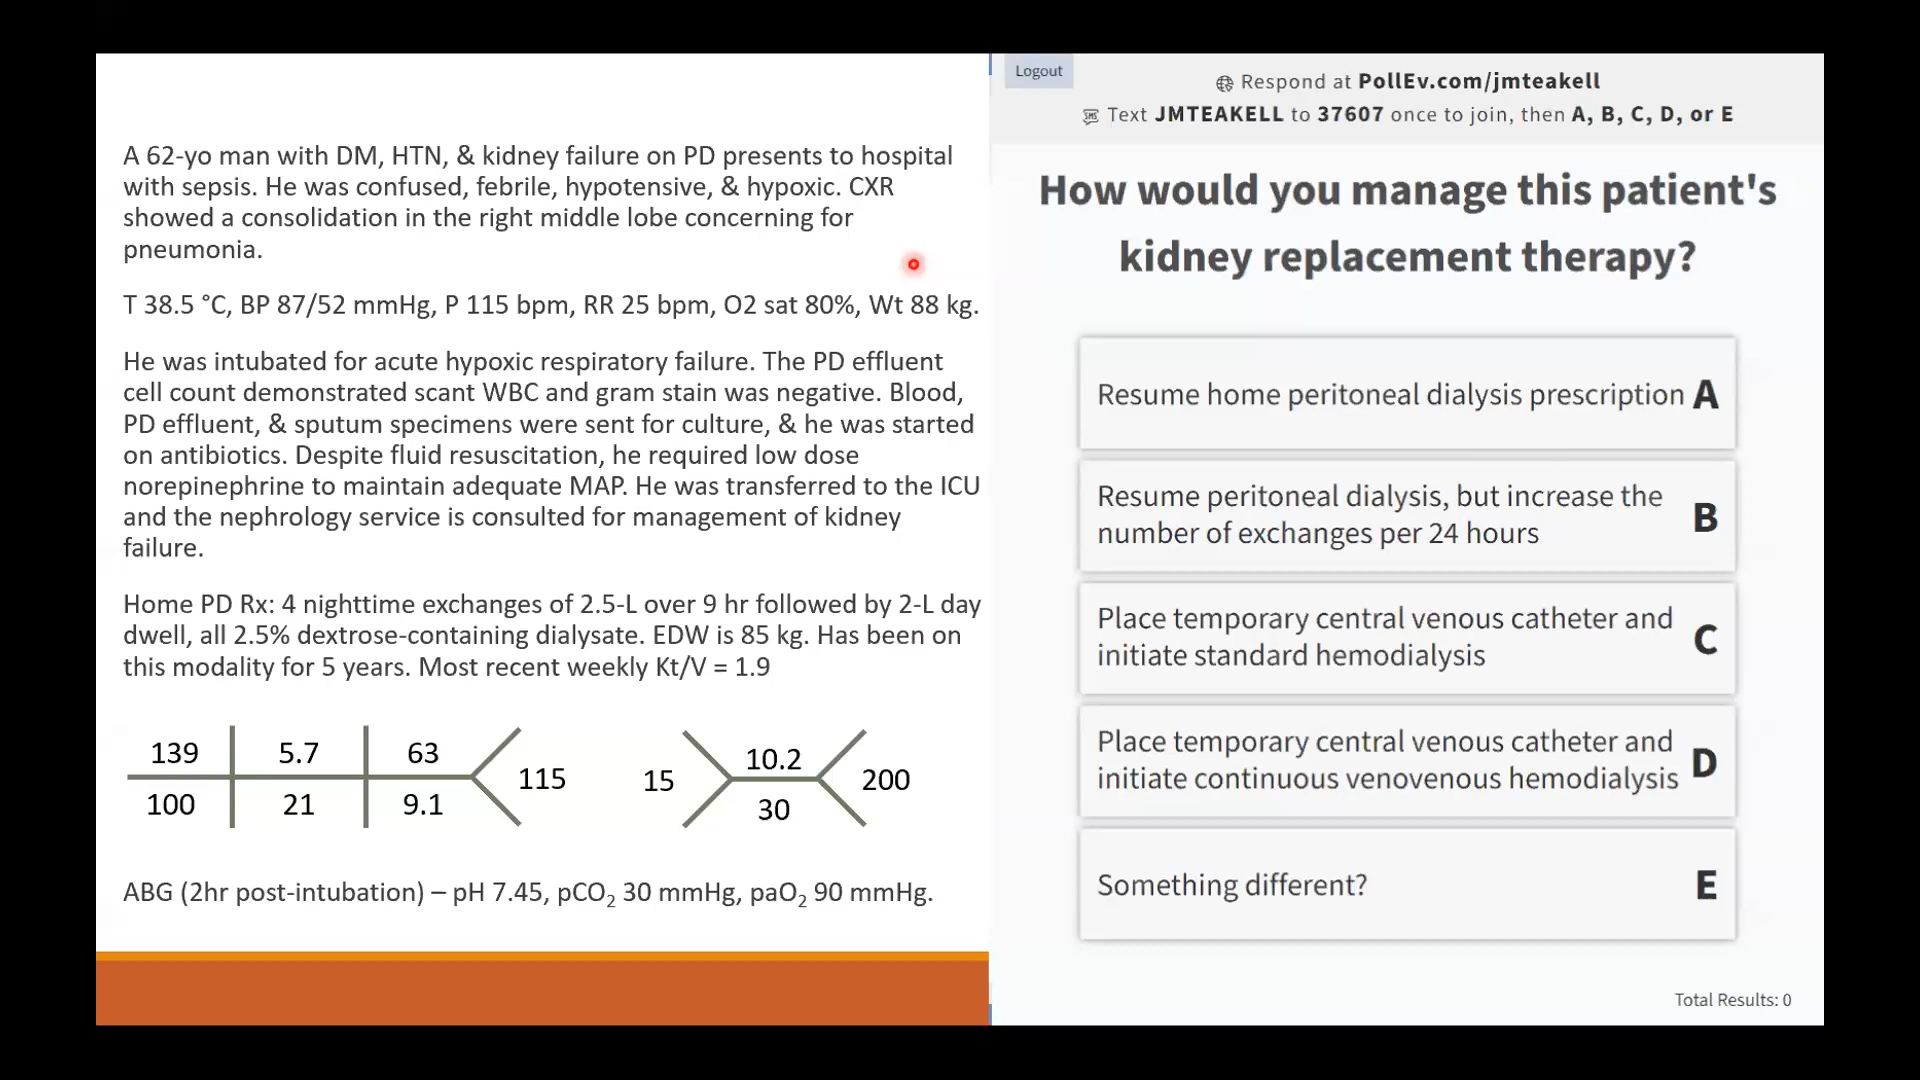 A 62-yo man with DM, HTN, & kidney failure on PD presents to hospital
with sepsis. He was confused, febrile, hypotensive, & hypoxic. CXR
showed a consolidation in the right middle lobe concerning for
pneumonia.
T 38.5 °C, BP 87/52 mmHg, P 115 bpm, RR 25 bpm, O2 sat 80%, Wt 88 kg.
He was intubated for acute hypoxic respiratory failure. The PD effluent
cell count demonstrated scant WBC and gram stain was negative. Blood,
PD effluent, & sputum specimens were sent for culture, & he was started
on antibiotics. Despite fluid resuscitation, he required low dose
norepinephrine to maintain adequate MAP. He was transferred to the ICU
and the nephrology service is consulted for management of kidney
failure.
Home PD Rx: 4 nighttime exchanges of 2.5-L over 9 hr followed by 2-L day
dwell, all 2.5% dextrose-containing dialysate. EDW is 85 kg. Has been on
this modality for 5 years. Most recent weekly Kt/V = 1.9
139 5.7 63
115
100 21 9.1
10.2
15 200
30
ABG (2hr post-intubation) – pH 7.45, pCO2 30 mmHg, paO2 90 mmHg.
Logout
Respond at PollEv.com/jmteakell
SMS Text JMTEAKELL to 37607 once to join, then A, B, C, D, or E
How would you manage this patient's
kidney replacement therapy?
Resume home peritoneal dialysis prescription A
Resume peritoneal dialysis, but increase the
number of exchanges per 24 hours
B
Place temporary central venous catheter and
initiate standard hemodialysis
C
Place temporary central venous catheter and
initiate continuous venovenous hemodialysis
D
Something different? E
Total Results: 0